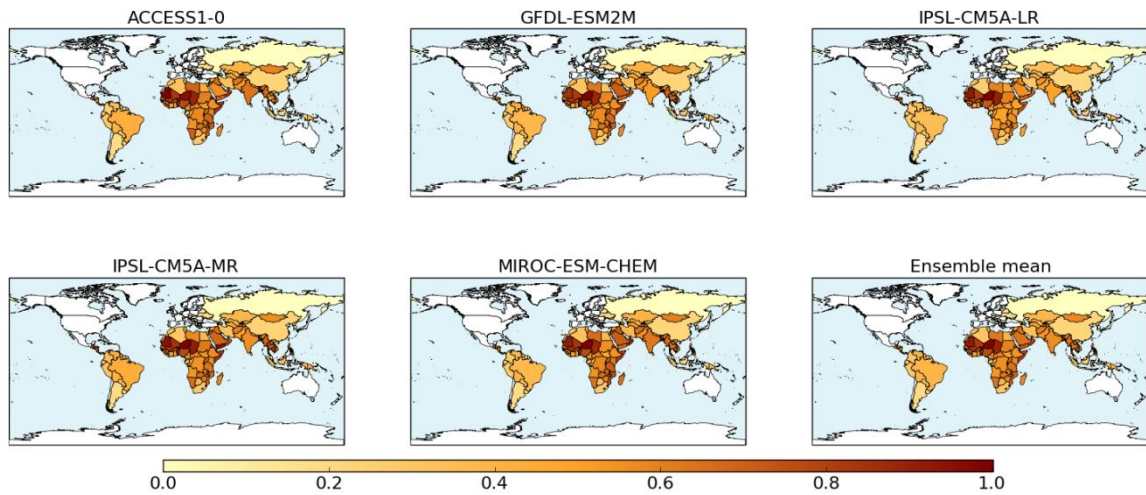 ACCESS1-0
GFDL-ESM2M
IPSL-CM5A-LR
IPSL-CM5A-MR
MIROC-ESM-CHEM
Ensemble mean
0.0 0.2 0.4 0.6 0.8 1.0